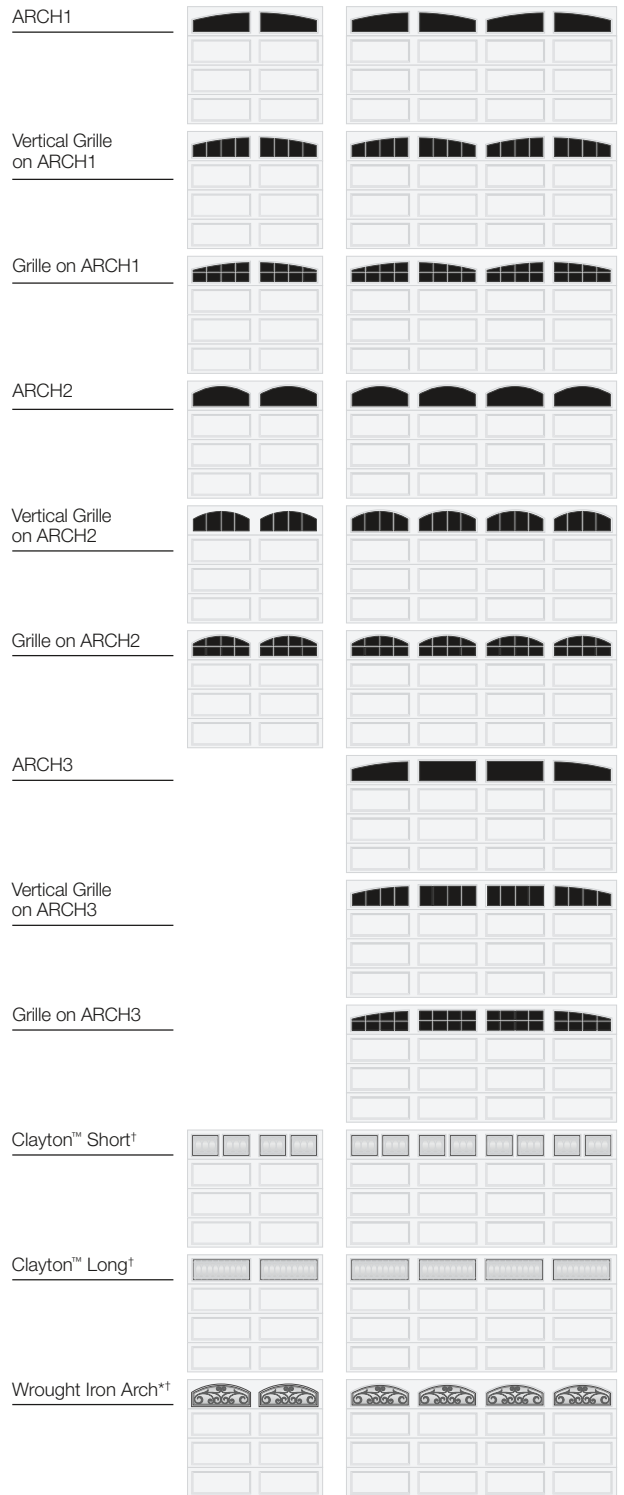 ARCH1
Vertical Grille
on ARCH1
Grille on ARCH1
ARCH2
Vertical Grille
on ARCH2
Grille on ARCH2
ARCH3
Vertical Grille
on ARCH3
Grille on ARCH3
Clayton™ Short†
Clayton™ Long†
Wrought Iron Arch*†